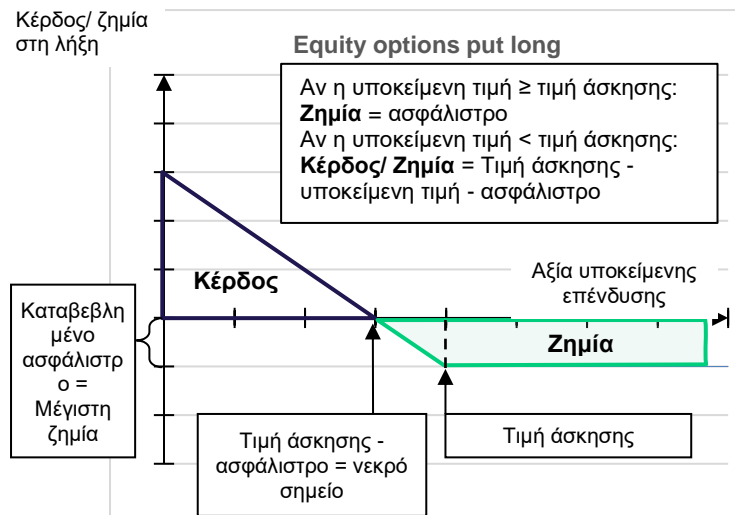 Κέρδος/ ζημία
στη λήξη
Equity options put long
Αν η υποκείμενη τιμή ≥ τιμή άσκησης:
Ζημία = ασφάλιστρο
Αν η υποκείμενη τιμή < τιμή άσκησης:
Κέρδος/ Ζημία = Τιμή άσκησης -
υποκείμενη τιμή - ασφάλιστρο
Κέρδος
Αξία υποκείμενης
επένδυσης
Καταβεβλη
μένο
ασφάλιστρ
ο =
Μέγιστη
ζημία
Ζημία
Τιμή άσκησης -
ασφάλιστρο = νεκρό
σημείο
Τιμή άσκησης